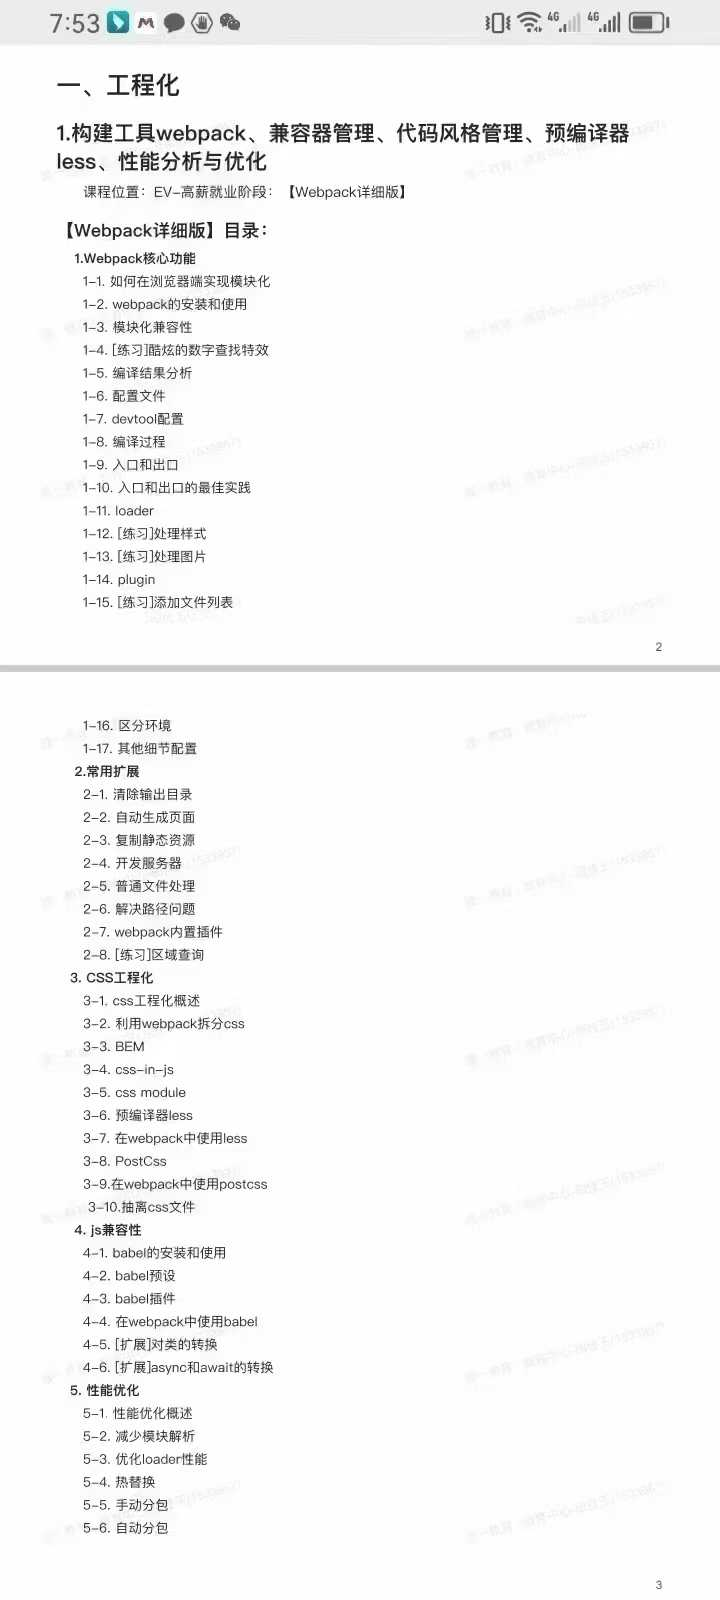 7:53
4G 4G
一、工程化
1.构建工具webpack、兼容器管理、代码风格管理、预编译器
less、性能分析与优化
课程位置：EV-高薪就业阶段：【Webpack详细版】
【Webpack详细版】目录：
1.Webpack核心功能
1-1. 如何在浏览器端实现模块化
1-2. webpack的安装和使用
1-3. 模块化兼容性
1-4. [练习]酷炫的数字查找特效
1-5. 编译结果分析
1-6. 配置文件
1-7. devtool配置
1-8. 编译过程
1-9. 入口和出口
1-10. 入口和出口的最佳实践
1-11. loader
1-12. [练习]处理样式
1-13. [练习]处理图片
1-14. plugin
1-15. [练习]添加文件列表
2
1-16. 区分环境
1-17. 其他细节配置
2.常用扩展
2-1. 清除输出目录
2-2. 自动生成页面
2-3. 复制静态资源
2-4. 开发服务器
2-5. 普通文件处理
2-6. 解决路径问题
2-7. webpack内置插件
2-8. [练习]区域查询
3. CSS工程化
3-1. css工程化概述
3-2. 利用webpack拆分css
3-3. BEM
3-4. css-in-js
3-5. css module
3-6. 预编译器less
3-7. 在webpack中使用less
3-8. PostCss
3-9.在webpack中使用postcss
3-10.抽离css文件
4. js兼容性
4-1. babel的安装和使用
4-2. babel预设
4-3. babel插件
4-4. 在webpack中使用babel
4-5. [扩展]对类的转换
4-6. [扩展]async和await的转换
5. 性能优化
5-1. 性能优化概述
5-2. 减少模块解析
5-3. 优化loader性能
5-4. 热替换
5-5. 手动分包
5-6. 自动分包
3